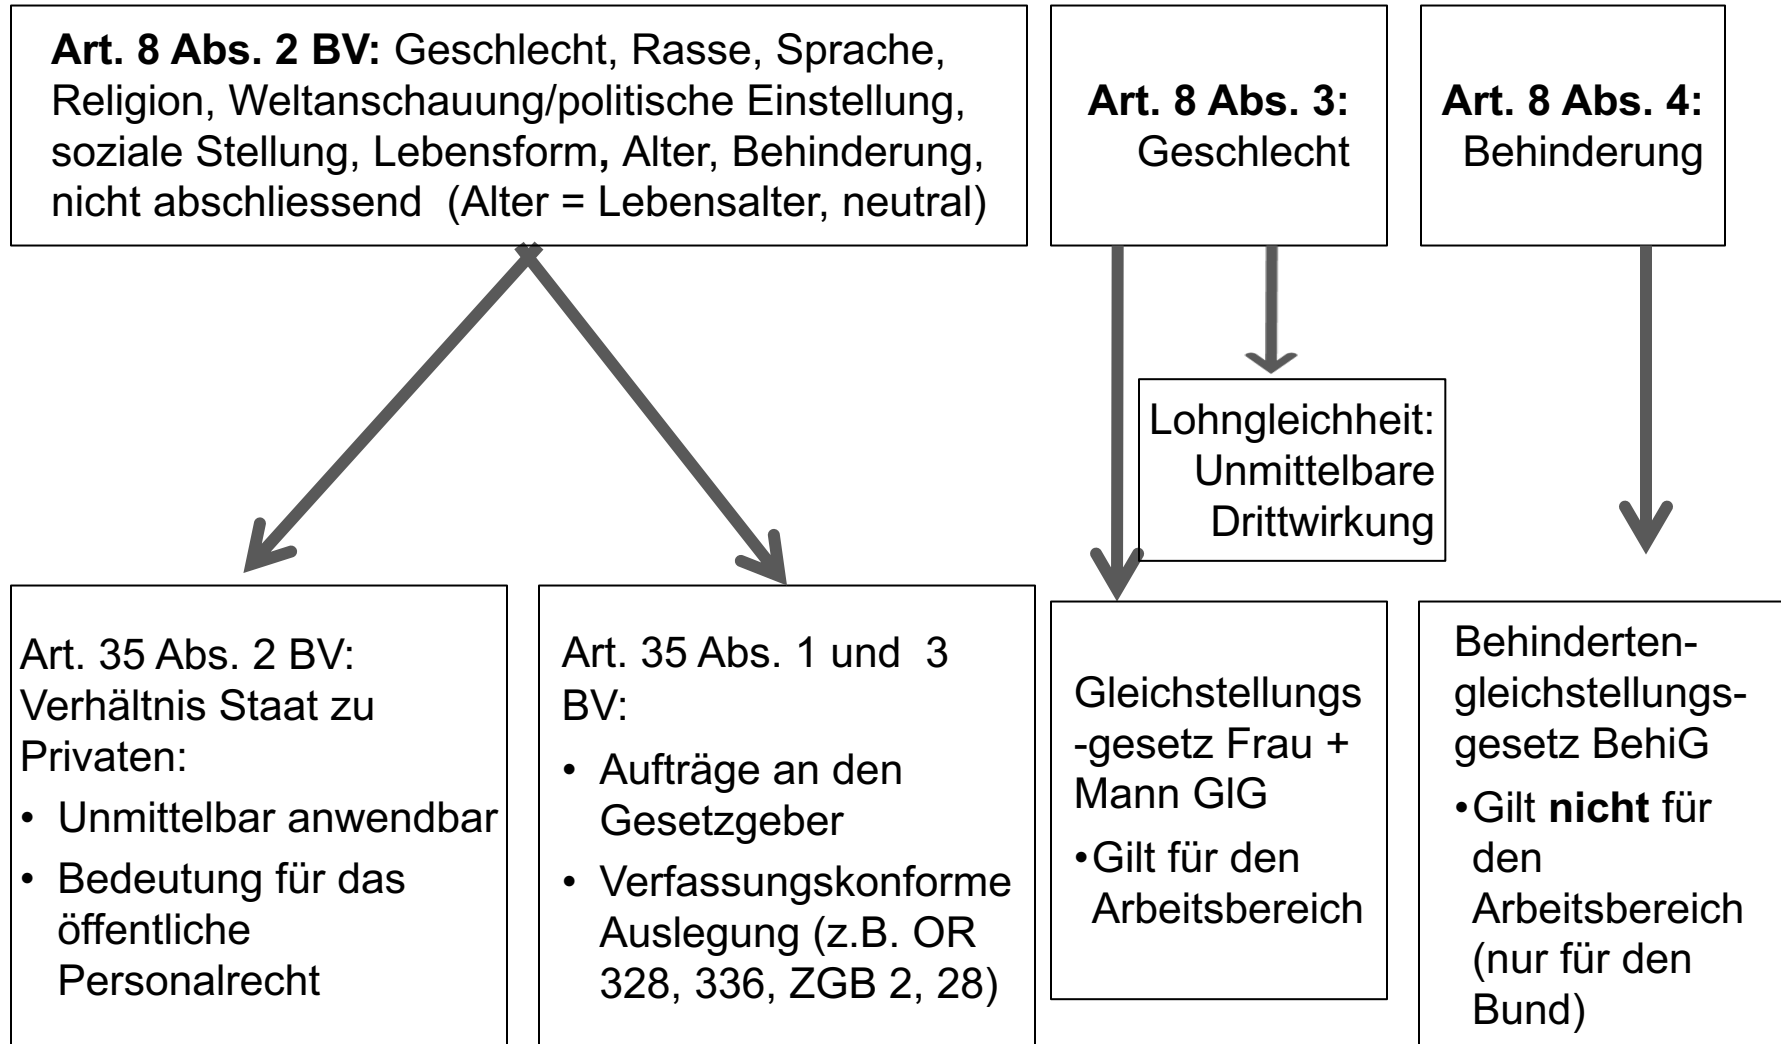 Art. 8 Abs. 2 BV: Geschlecht, Rasse, Sprache,
Religion, Weltanschauung/politische Einstellung,
soziale Stellung, Lebensform, Alter, Behinderung,
nicht abschliessend (Alter = Lebensalter, neutral)
Art. 8 Abs. 3:
Geschlecht
Art. 8 Abs. 4:
Behinderung
Lohngleichheit:
Unmittelbare
Drittwirkung
Art. 35 Abs. 2 BV:
Verhältnis Staat zu
Privaten:
• Unmittelbar anwendbar
• Bedeutung für das
öffentliche
Personalrecht
Art. 35 Abs. 1 und 3
BV:
• Aufträge an den
Gesetzgeber
• Verfassungskonforme
Auslegung (z.B. OR
328, 336, ZGB 2, 28)
Gleichstellungs
-gesetz Frau +
Mann GlG
•Gilt für den
Arbeitsbereich
Behinderten-
gleichstellungs-
gesetz BehiG
•Gilt nicht für
den
Arbeitsbereich
(nur für den
Bund)